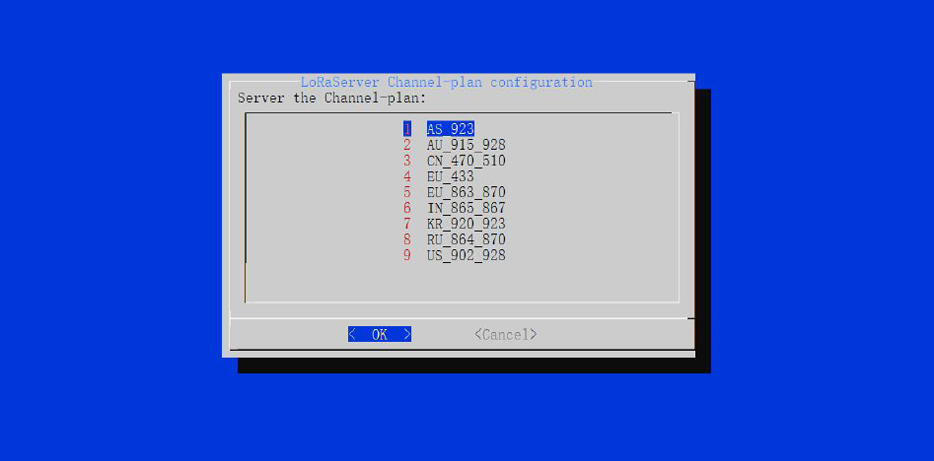 LoRaServer Channel-plan configuration
Server the Channel-plan:
1 AS_923
2 AU_915_928
3 CN_470_510
4 EU_433
5 EU_863_870
6 IN_865_867
7 KR_920_923
8 RU_864_870
9 US_902_928
< OK > <Cancel>